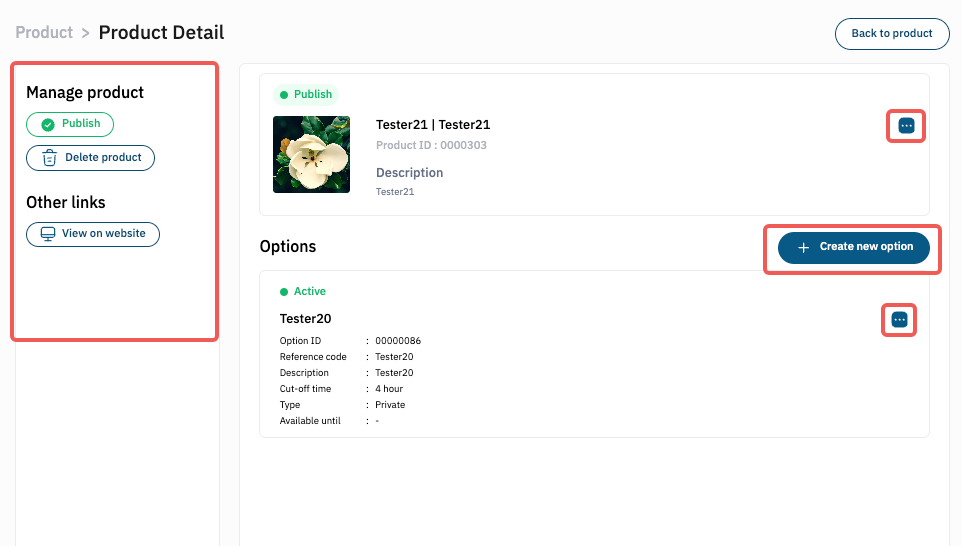 Product > Product Detail
Back to product
Manage product
Publish
Delete product
Other links
View on website
Publish
Tester21 | Tester21
Product ID : 0000303
Description
Tester21
Options
+ Create new option
Active
Tester20
Option ID : 00000086
Reference code : Tester20
Description : Tester20
Cut-off time : 4 hour
Type : Private
Available until : -